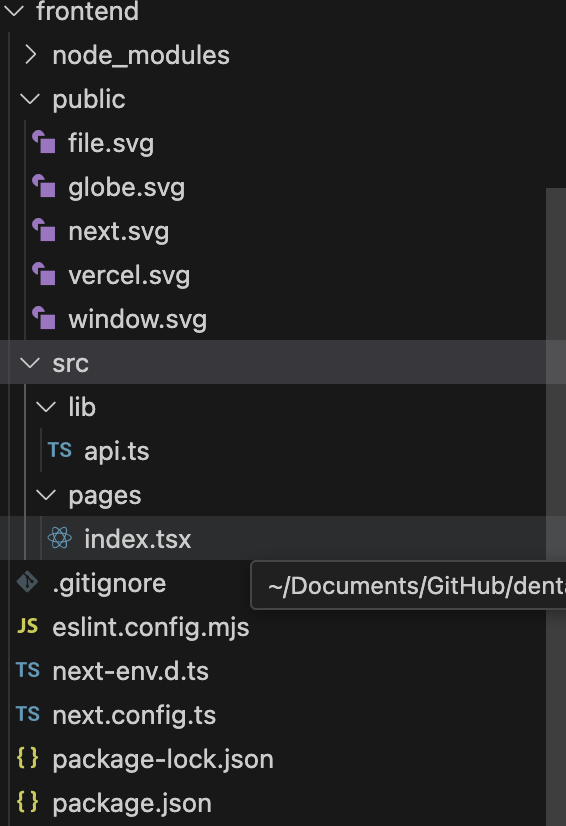 frontend
node_modules
public
file.svg
globe.svg
next.svg
vercel.svg
window.svg
src
lib
TS api.ts
pages
index.tsx
.gitignore
~/Documents/GitHub/denta
JS eslint.config.mjs
TS next-env.d.ts
TS next.config.ts
{} package-lock.json
{} package.json